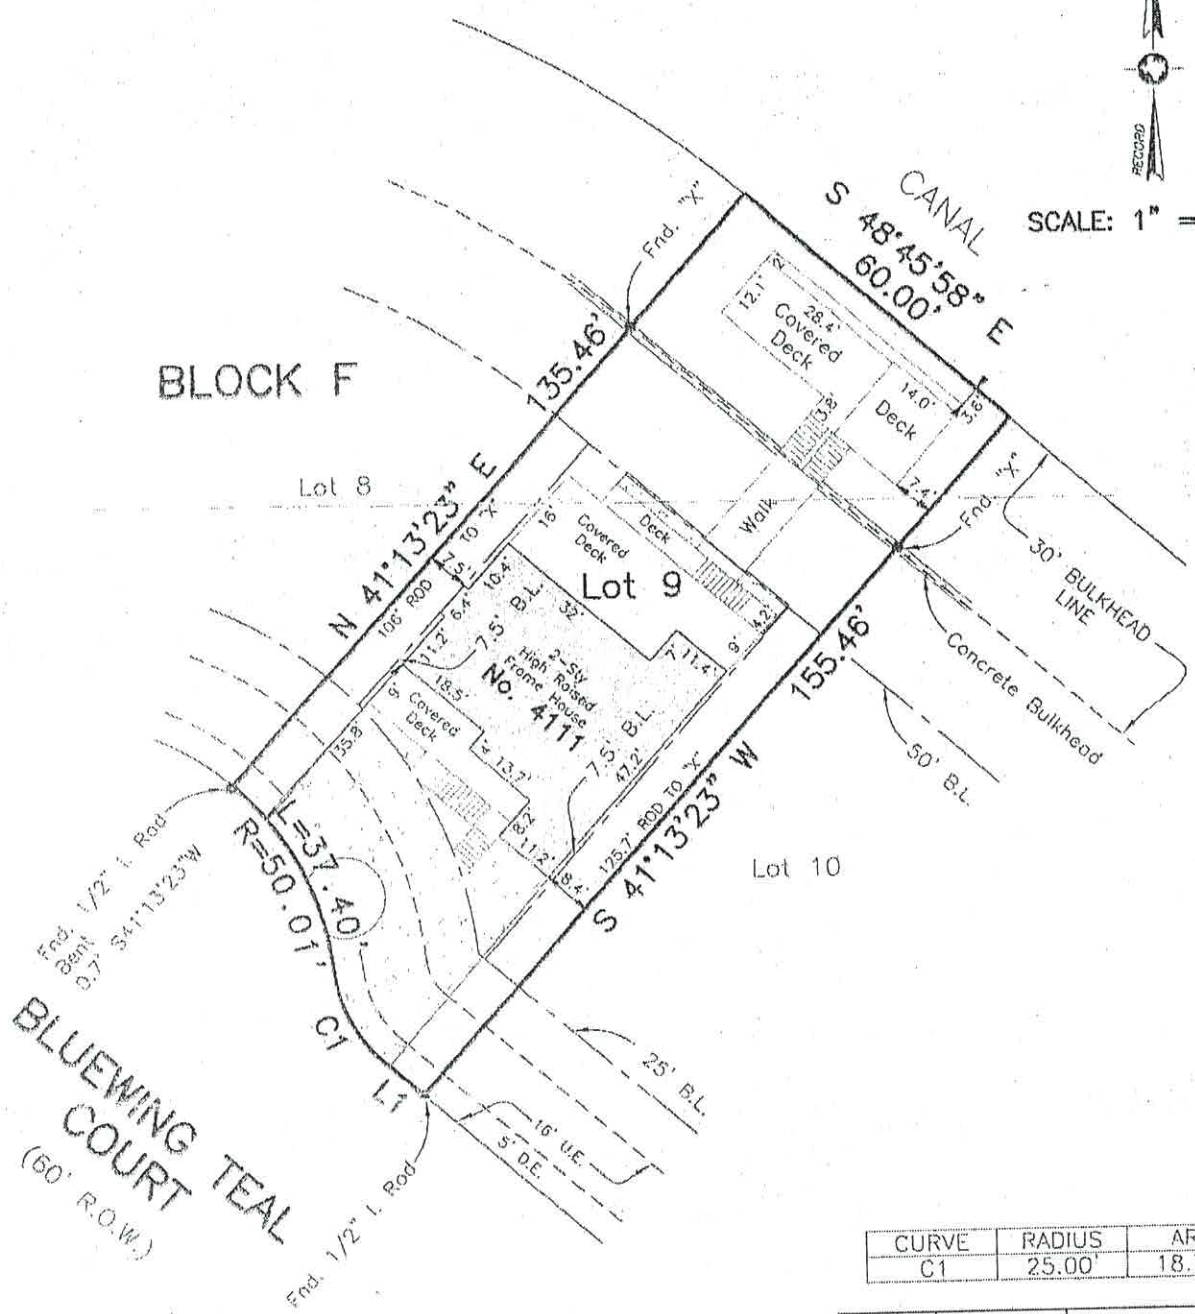 RECORD
SCALE: 1" =
CANAL
S 48°45'58" E
60.00'
Fnd. "X"
2'
12.1'
28.4'
Covered
Deck
14.0'
Deck
3.6'
13.8'
7.4'
Fnd. "X"
BLOCK F
135.46'
N 41°13'23" E
Lot 8
106' ROD TO "X"
7.5'
16'
Covered
Deck
Deck
Walk
Lot 9
10.4'
32'
6.4'
11.2'
7.5' B.L.
2-Sty
High Raised
Frame House
No. 4111
7'
11.4'
9'
4.2'
9'
18.5'
Covered
Deck
4'
13.7'
8.2'
11.2'
8.4'
35.8'
7.5' B.L.
47.2'
125.7' ROD TO "X"
155.46'
S 41°13'23" W
30' BULKHEAD
LINE
Concrete Bulkhead
50' B.L.
Lot 10
L=37.40'
R=50.01'
Fnd. 1/2" I. Rod
Bent
0.7' S41°13'23"W
C1
L1
BLUEWING TEAL
COURT
(60' R.O.W.)
25' B.L.
16' U.E.
5' D.E.
Fnd. 1/2" I. Rod
CURVE RADIUS
C1 25.00' 18.